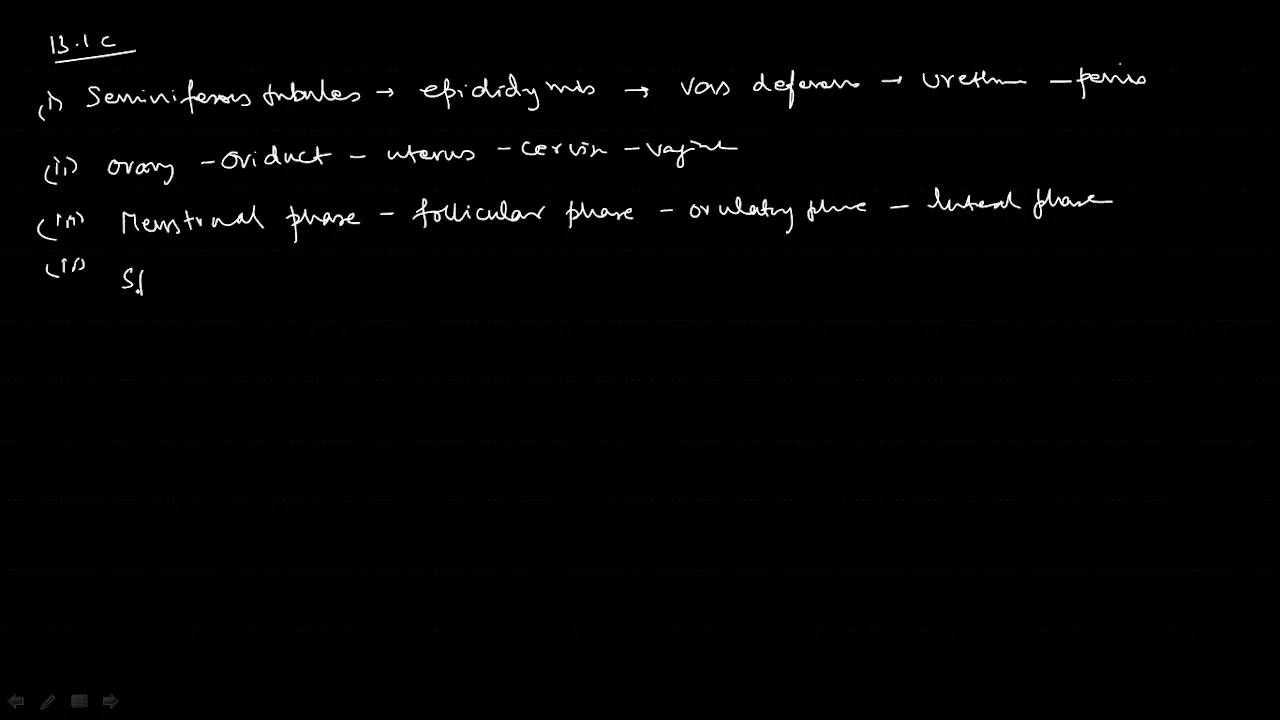 13.1 c
(i) Seminiferous tubules → epididymis → vas deferens → urethra – penis
(ii) ovary – oviduct – uterus – cervix – vagina
(iii) Menstrual phase – follicular phase – ovulatory phase – luteal phase
(iv) Sp